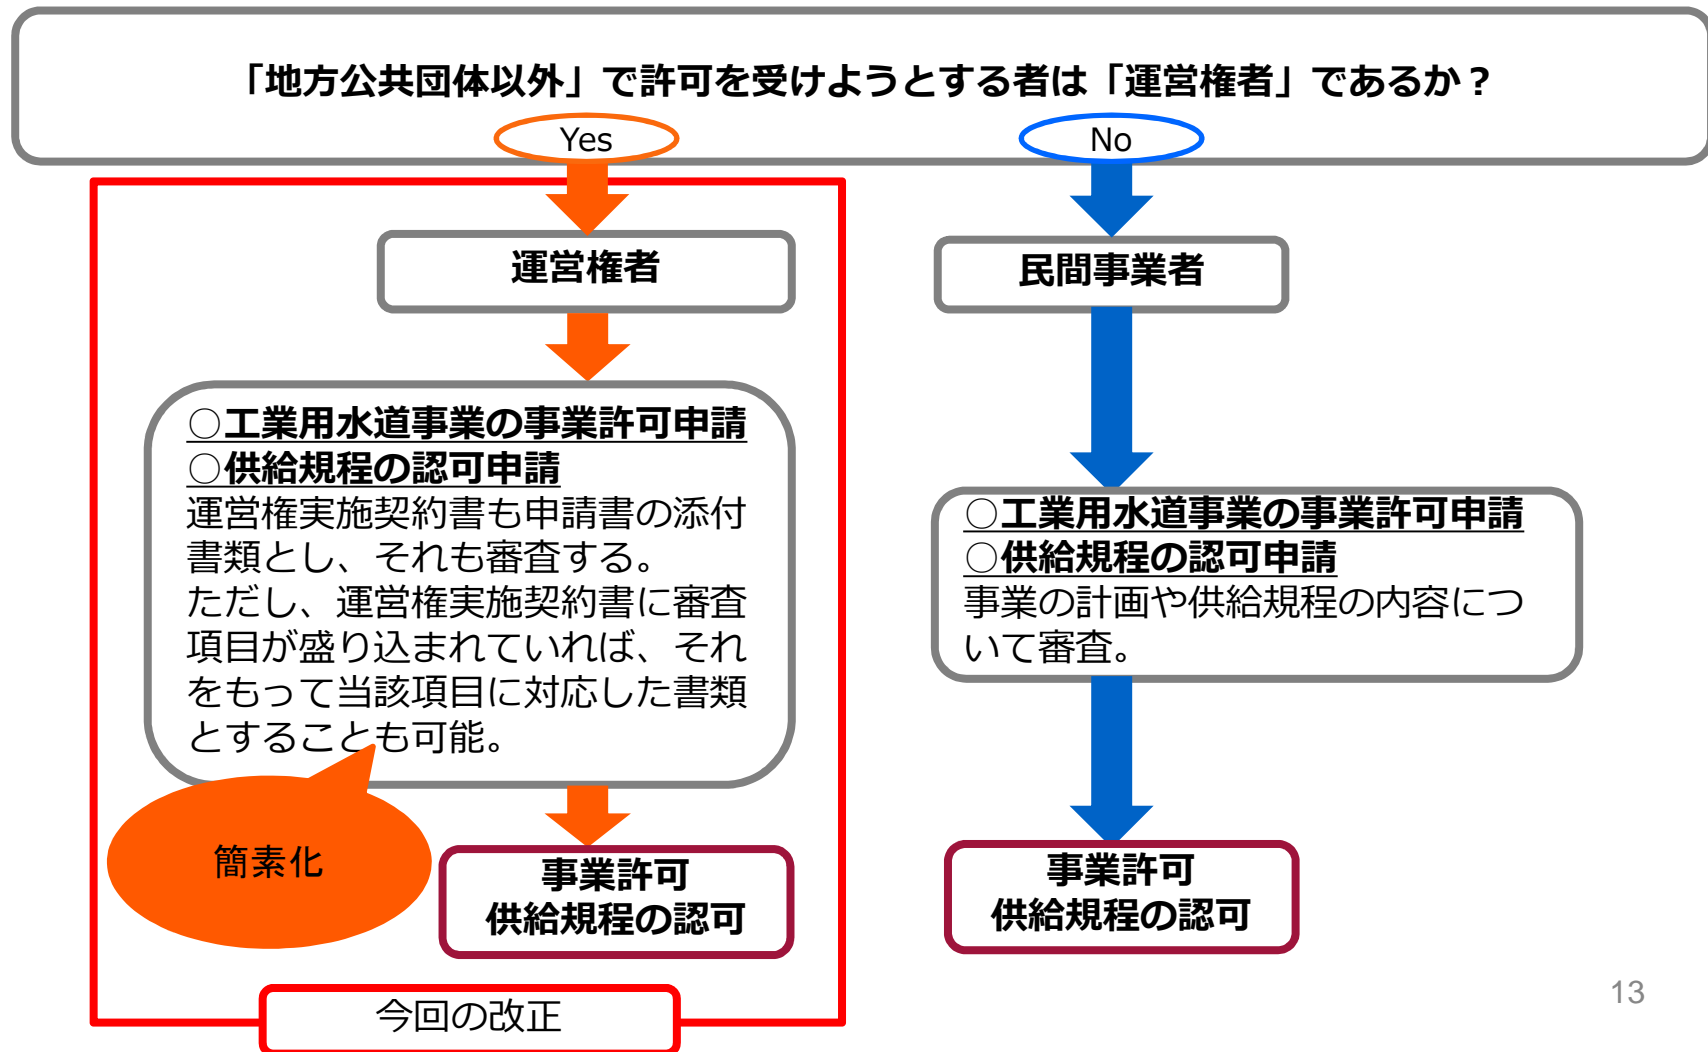 「地方公共団体以外」で許可を受けようとする者は「運営権者」であるか？
Yes
No
運営権者
民間事業者
○工業用水道事業の事業許可申請
○供給規程の認可申請
運営権実施契約書も申請書の添付
書類とし、それも審査する。
ただし、運営権実施契約書に審査
項目が盛り込まれていれば、それ
をもって当該項目に対応した書類
とすることも可能。
○工業用水道事業の事業許可申請
○供給規程の認可申請
事業の計画や供給規程の内容につ
いて審査。
簡素化
事業許可
供給規程の認可
事業許可
供給規程の認可
今回の改正
13